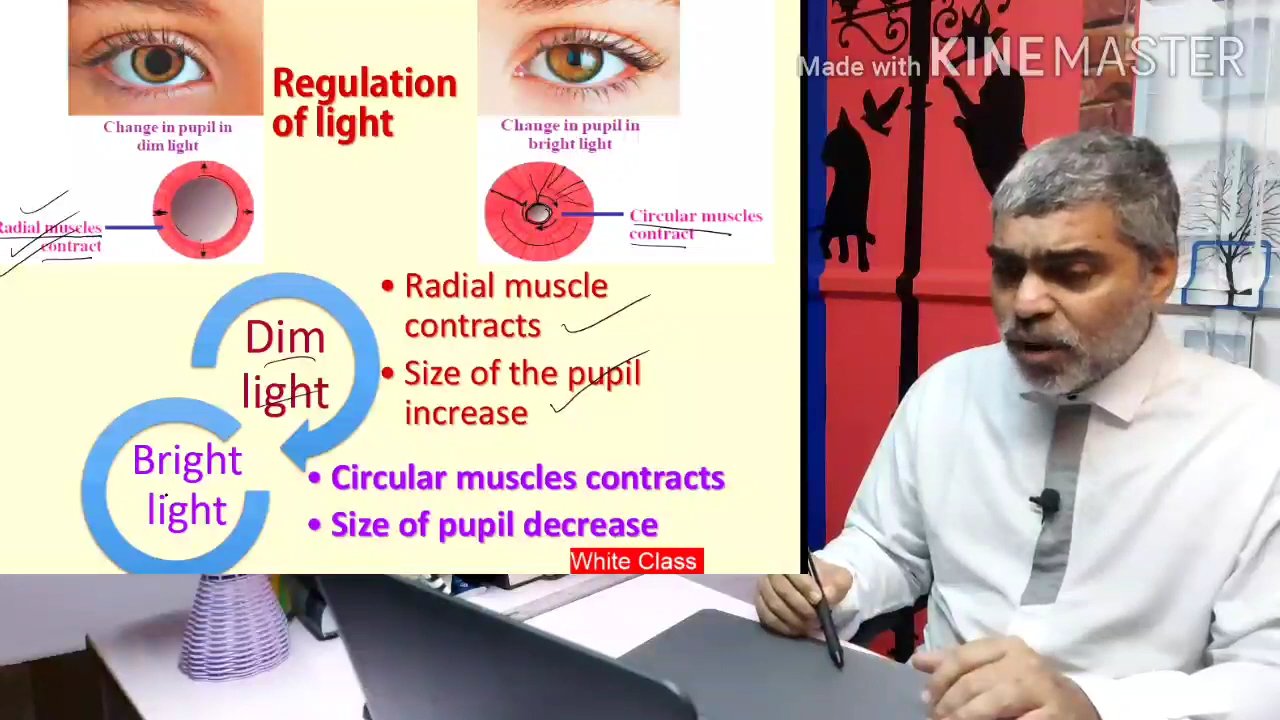 Regulation
of light
Change in pupil in
dim light
Change in pupil in
bright light
Radial muscles
contract
Circular muscles
contract
Dim
light
• Radial muscle
contracts
• Size of the pupil
increase
Bright
light
• Circular muscles contracts
• Size of pupil decrease
White Class
Made with KINEMASTER